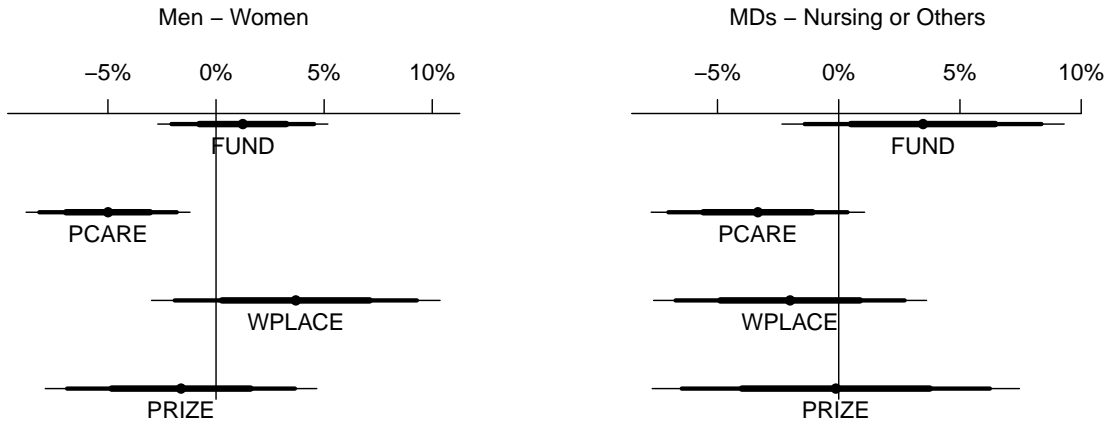 Men – Women
–5% 0% 5% 10%
FUND
PCARE
WPLACE
PRIZE
MDs – Nursing or Others
–5% 0% 5% 10%
FUND
PCARE
WPLACE
PRIZE